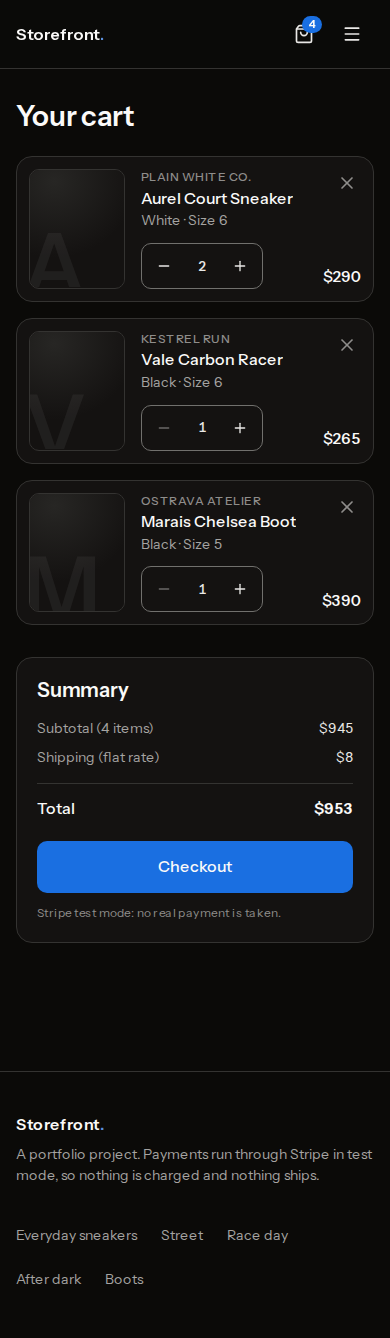 Storefront.
4
Your cart
PLAIN WHITE CO.
Aurel Court Sneaker
White · Size 6
2
$290
A
KESTREL RUN
Vale Carbon Racer
Black · Size 6
1
$265
V
OSTRAVA ATELIER
Marais Chelsea Boot
Black · Size 5
1
$390
M
Summary
Subtotal (4 items) $945
Shipping (flat rate) $8
Total $953
Checkout
Stripe test mode: no real payment is taken.
Storefront.
A portfolio project. Payments run through Stripe in test
mode, so nothing is charged and nothing ships.
Everyday sneakers Street Race day
After dark Boots